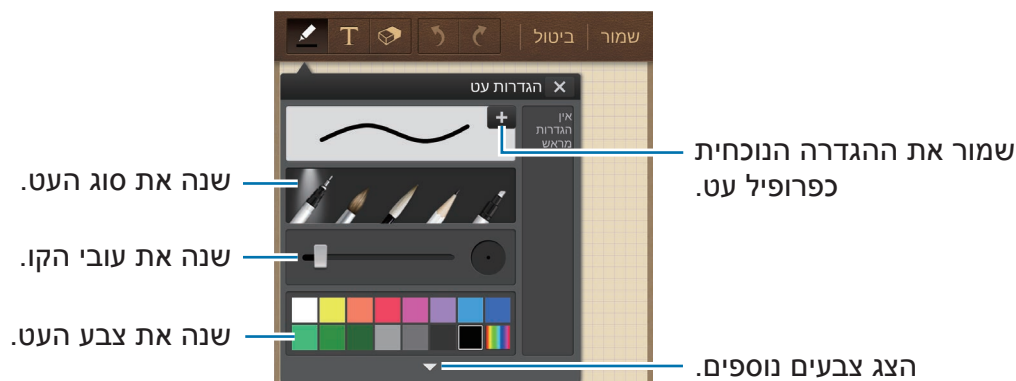 שמור
ביטול
T
הגדרות עט
אין
הגדרות
מראש
שמור את ההגדרה הנוכחית
כפרופיל עט.
שנה את סוג העט.
שנה את עובי הקו.
שנה את צבע העט.
הצג צבעים נוספים.